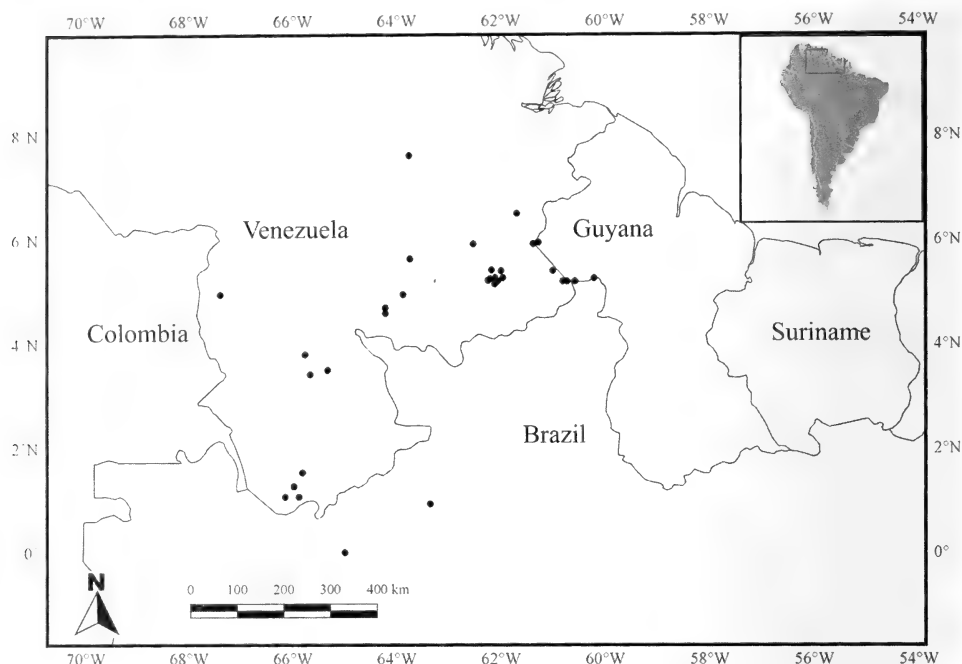 70°W 68°W 66°W 64°W 62°W 60°W 58°W 56°W 54°W
8 N 8°N
Venezuela Guyana
6 N 6°N
Colombia Suriname
4 N 4°N
Brazil
2 N 2°N
0 0°
N
0 100 200 300 400 km
70°W 68°W 66°W 64°W 62°W 60°W 58°W 56°W 54°W